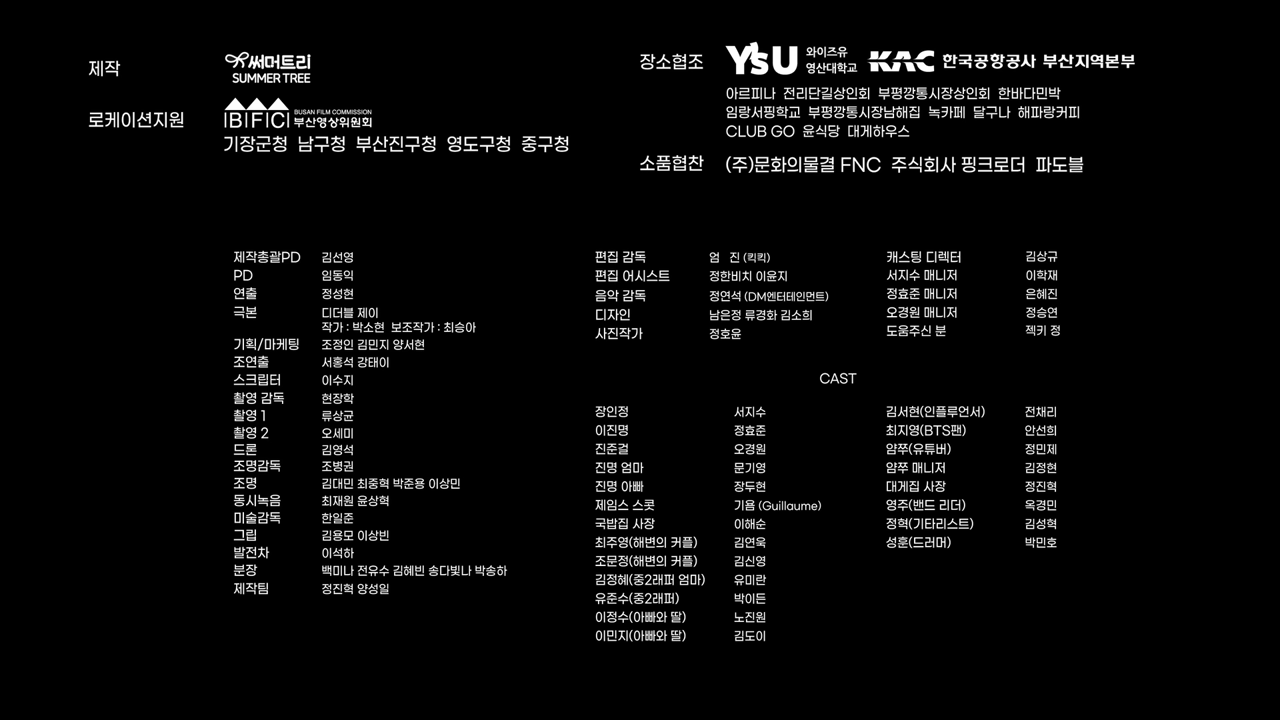 제작 써머트리
SUMMER TREE
로케이션지원 BFC BUSAN FILM COMMISSION
부산영상위원회
기장군청 남구청 부산진구청 영도구청 중구청
장소협조 YSU 와이즈유
영산대학교 KAC 한국공항공사 부산지역본부
아르피나 전리단길상인회 부평깡통시장상인회 한바다민박
임랑서핑학교 부평깡통시장남해집 녹카페 달구나 해파랑커피
CLUB GO 윤식당 대게하우스
소품협찬 (주)문화의물결 FNC 주식회사 핑크로더 파도블
제작총괄PD 김선영
PD 임동익
연출 정성현
극본 디더블 제이
작가 : 박소현 보조작가 : 최승아
기획/마케팅 조정인 김민지 양서현
조연출 서홍석 강태이
스크립터 이수지
촬영 감독 현장학
촬영 1 류상균
촬영 2 오세미
드론 김영석
조명감독 조병권
조명 김대민 최중혁 박준용 이상민
동시녹음 최재원 윤상혁
미술감독 한일준
그립 김용모 이상빈
발전차 이석하
분장 백미나 전유수 김혜빈 송다빛나 박송하
제작팀 정진혁 양성일
편집 감독 엄 진 (킥킥)
편집 어시스트 정한비치 이윤지
음악 감독 정연석 (DM엔터테인먼트)
디자인 남은정 류경화 김소희
사진작가 정호윤
캐스팅 디렉터 김상규
서지수 매니저 이학재
정효준 매니저 은혜진
오경원 매니저 정승연
도움주신 분 젝키 정
CAST
장인정 서지수
이진명 정효준
진준걸 오경원
진명 엄마 문기영
진명 아빠 장두현
제임스 스콧 기욤 (Guillaume)
국밥집 사장 이해순
최주영(해변의 커플) 김연욱
조문정(해변의 커플) 김신영
김정혜(중2래퍼 엄마) 유미란
유준수(중2래퍼) 박이든
이정수(아빠와 딸) 노진원
이민지(아빠와 딸) 김도이
김서현(인플루언서) 전채리
최지영(BTS팬) 안선희
얌쭈(유튜버) 정민제
얌쭈 매니저 김정현
대게집 사장 정진혁
영주(밴드 리더) 옥경민
정혁(기타리스트) 김성혁
성훈(드러머) 박민호